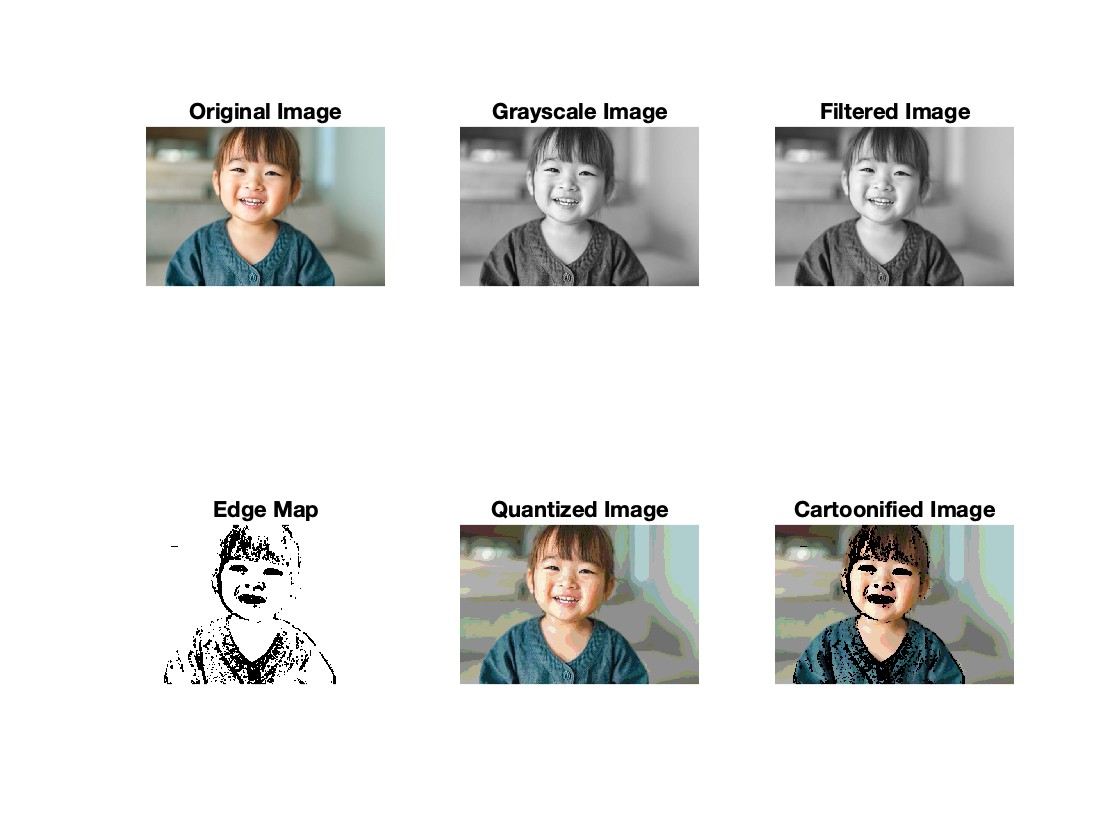 Original Image
Grayscale Image
Filtered Image
Edge Map
Quantized Image
Cartoonified Image